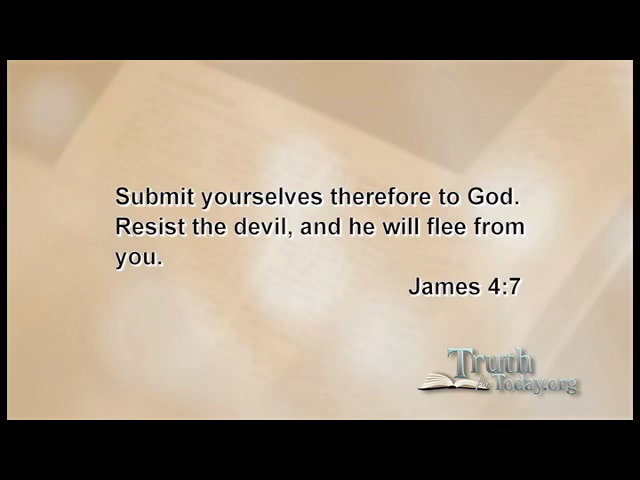 Submit yourselves therefore to God.
Resist the devil, and he will flee from
you.
James 4:7
Truth
for Today.org